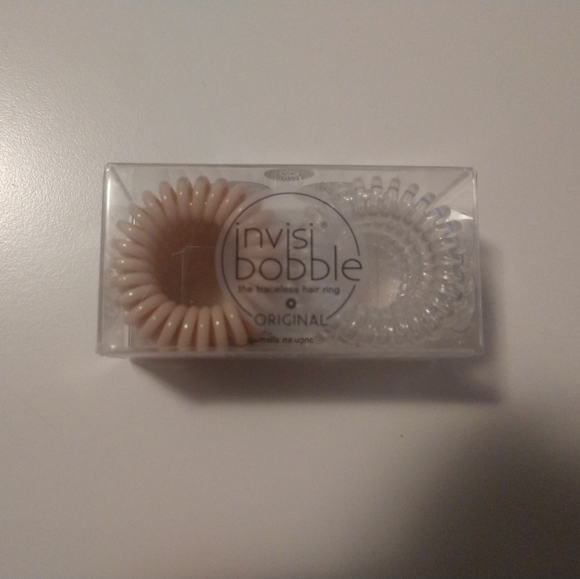 invisi
bobble
the traceless hair ring
ORIGINAL